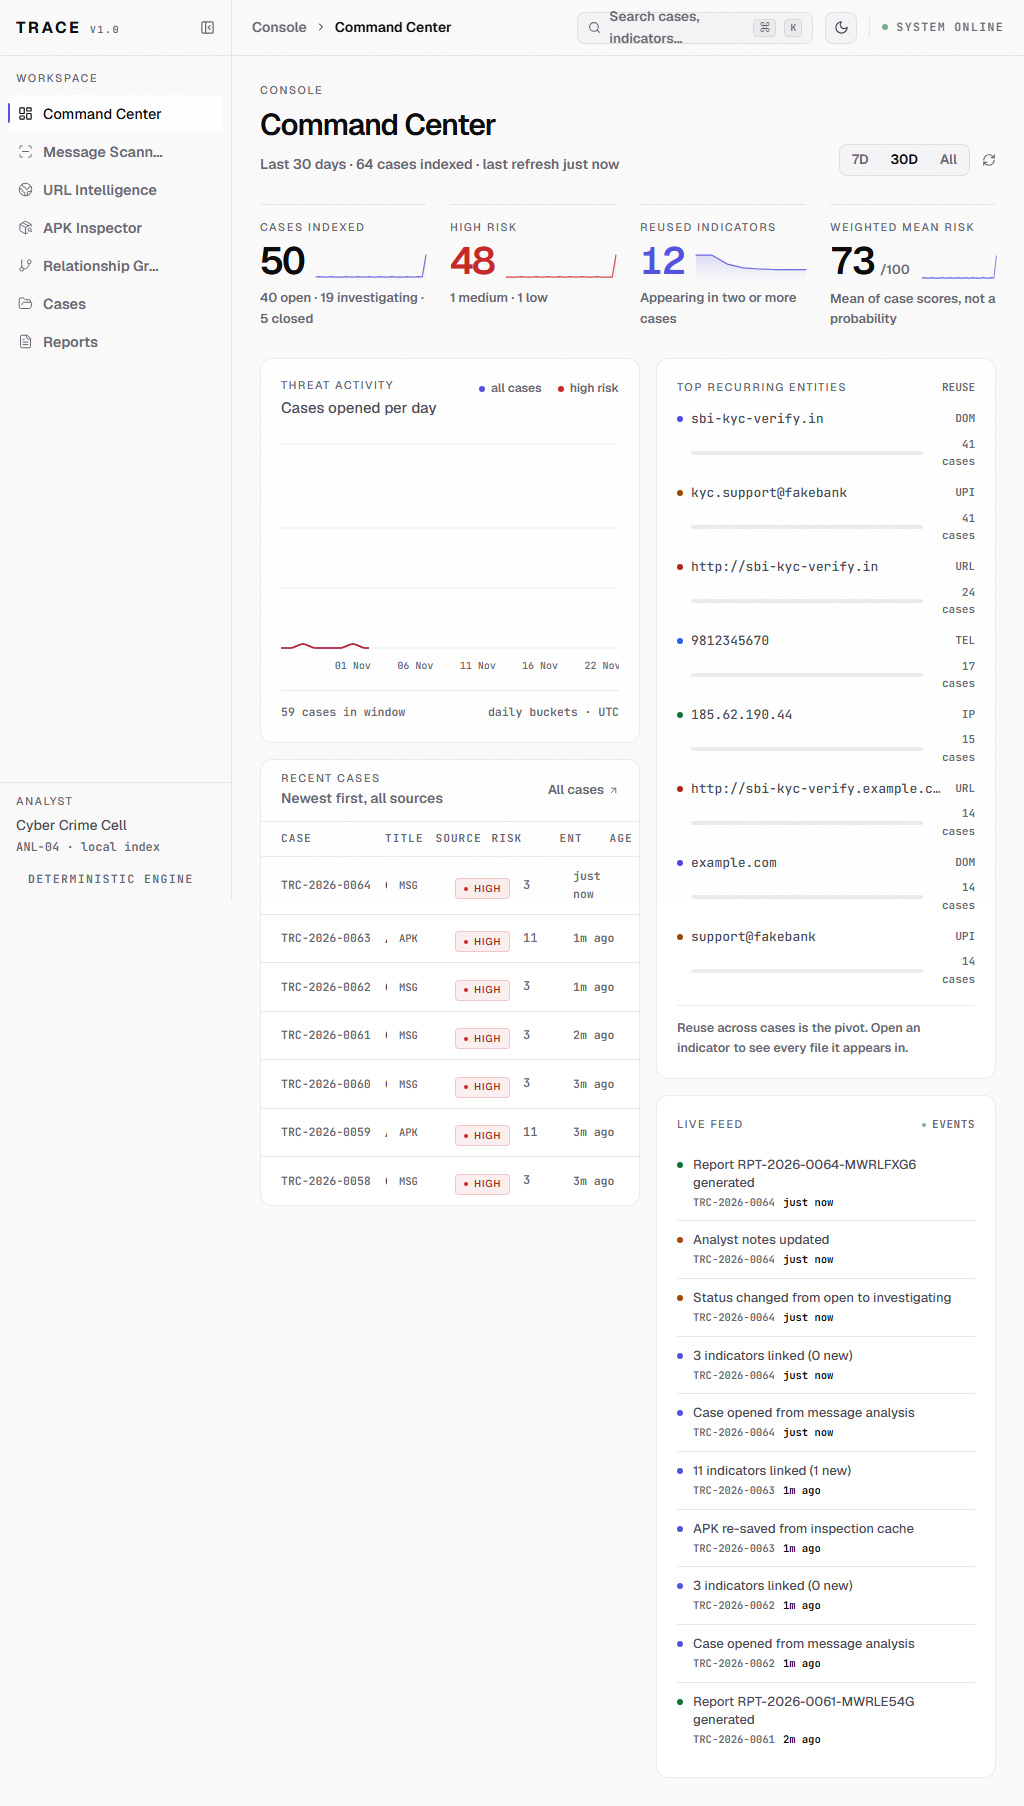 TRACE V1.0
Console > Command Center
Search cases, indicators…
⌘ K
SYSTEM ONLINE
WORKSPACE
Command Center
Message Scann…
URL Intelligence
APK Inspector
Relationship Gr…
Cases
Reports
ANALYST
Cyber Crime Cell
ANL-04 · local index
DETERMINISTIC ENGINE
CONSOLE
Command Center
Last 30 days · 64 cases indexed · last refresh just now
7D 30D All
CASES INDEXED
50
40 open · 19 investigating ·
5 closed
HIGH RISK
48
1 medium · 1 low
REUSED INDICATORS
12
Appearing in two or more
cases
WEIGHTED MEAN RISK
73 /100
Mean of case scores, not a
probability
THREAT ACTIVITY
Cases opened per day
all cases high risk
01 Nov 06 Nov 11 Nov 16 Nov 22 Nov
59 cases in window daily buckets · UTC
RECENT CASES
Newest first, all sources
All cases ↗
CASE TITLE SOURCE RISK ENT AGE
TRC-2026-0064 MSG HIGH 3 just now
TRC-2026-0063 APK HIGH 11 1m ago
TRC-2026-0062 MSG HIGH 3 1m ago
TRC-2026-0061 MSG HIGH 3 2m ago
TRC-2026-0060 MSG HIGH 3 3m ago
TRC-2026-0059 APK HIGH 11 3m ago
TRC-2026-0058 MSG HIGH 3 3m ago
TOP RECURRING ENTITIES REUSE
sbi-kyc-verify.in DOM
41 cases
kyc.support@fakebank UPI
41 cases
http://sbi-kyc-verify.in URL
24 cases
9812345670 TEL
17 cases
185.62.190.44 IP
15 cases
http://sbi-kyc-verify.example.c… URL
14 cases
example.com DOM
14 cases
support@fakebank UPI
14 cases
Reuse across cases is the pivot. Open an
indicator to see every file it appears in.
LIVE FEED EVENTS
Report RPT-2026-0064-MWRLFXG6
generated
TRC-2026-0064 just now
Analyst notes updated
TRC-2026-0064 just now
Status changed from open to investigating
TRC-2026-0064 just now
3 indicators linked (0 new)
TRC-2026-0064 just now
Case opened from message analysis
TRC-2026-0064 just now
11 indicators linked (1 new)
TRC-2026-0063 1m ago
APK re-saved from inspection cache
TRC-2026-0063 1m ago
3 indicators linked (0 new)
TRC-2026-0062 1m ago
Case opened from message analysis
TRC-2026-0062 1m ago
Report RPT-2026-0061-MWRLE54G
generated
TRC-2026-0061 2m ago